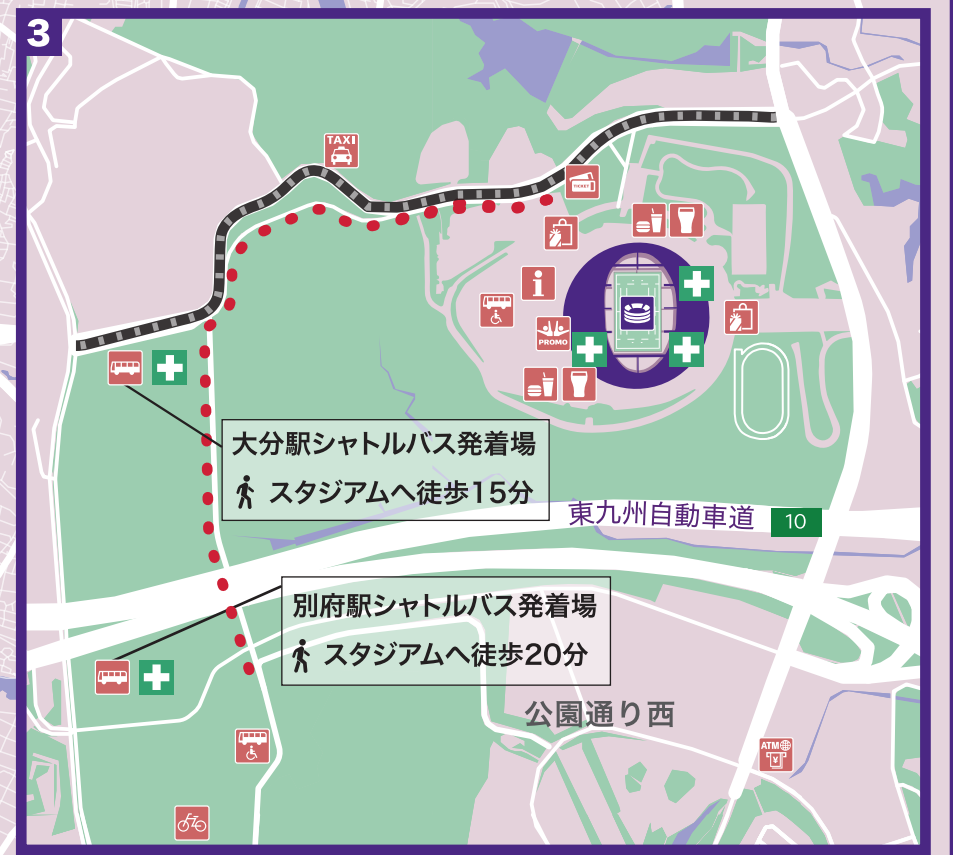 3
TAXI
TICKET
PROMO
大分駅シャトルバス発着場
スタジアムへ徒歩15分
東九州自動車道 10
別府駅シャトルバス発着場
スタジアムへ徒歩20分
公園通り西
ATM
¥